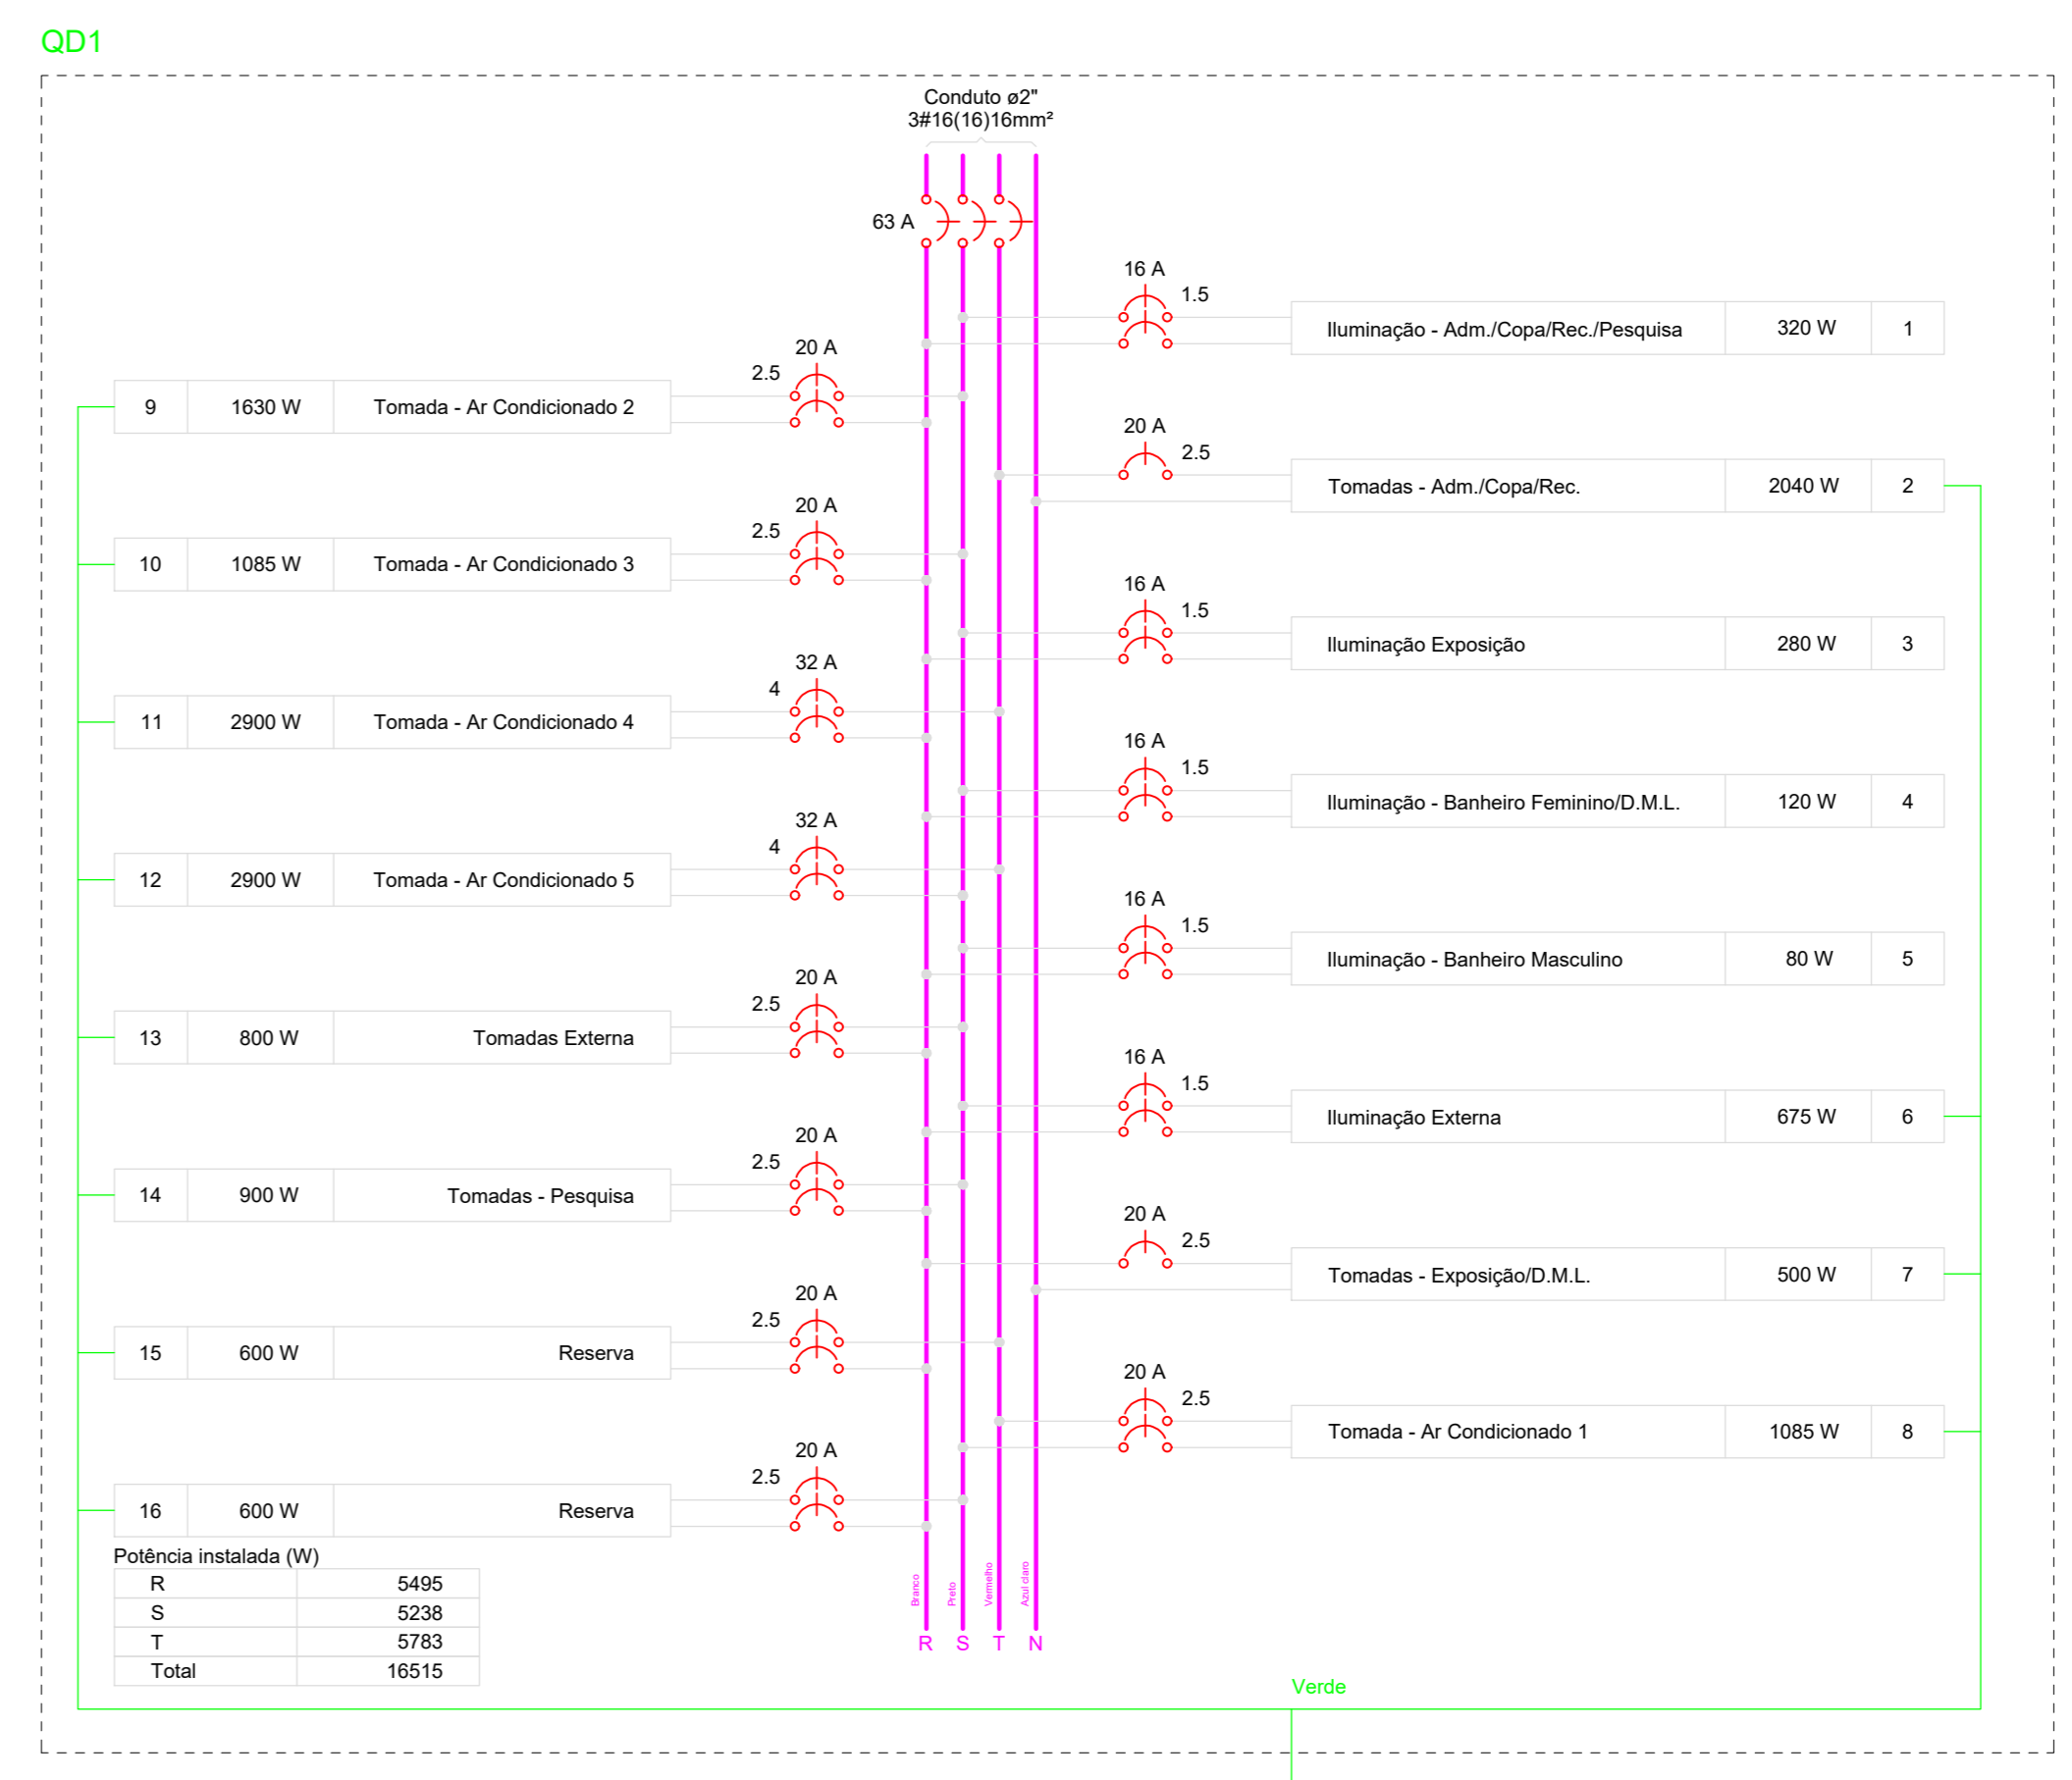 QD1
Conduto ø2"
3#16(16)16mm²
63 A
16 A
1.5
Iluminação - Adm./Copa/Rec./Pesquisa 320 W 1
20 A
2.5
9 1630 W Tomada - Ar Condicionado 2
20 A
2.5
Tomadas - Adm./Copa/Rec. 2040 W 2
20 A
2.5
10 1085 W Tomada - Ar Condicionado 3
16 A
1.5
Iluminação Exposição 280 W 3
32 A
4
11 2900 W Tomada - Ar Condicionado 4
16 A
1.5
Iluminação - Banheiro Feminino/D.M.L. 120 W 4
32 A
4
12 2900 W Tomada - Ar Condicionado 5
16 A
1.5
Iluminação - Banheiro Masculino 80 W 5
20 A
2.5
13 800 W Tomadas Externa
16 A
1.5
Iluminação Externa 675 W 6
20 A
2.5
14 900 W Tomadas - Pesquisa
20 A
2.5
Tomadas - Exposição/D.M.L. 500 W 7
20 A
2.5
15 600 W Reserva
20 A
2.5
Tomada - Ar Condicionado 1 1085 W 8
20 A
2.5
16 600 W Reserva
Potência instalada (W)
R 5495
S 5238
T 5783
Total 16515
Branco
Preto
Vermelho
Azul claro
R S T N
Verde